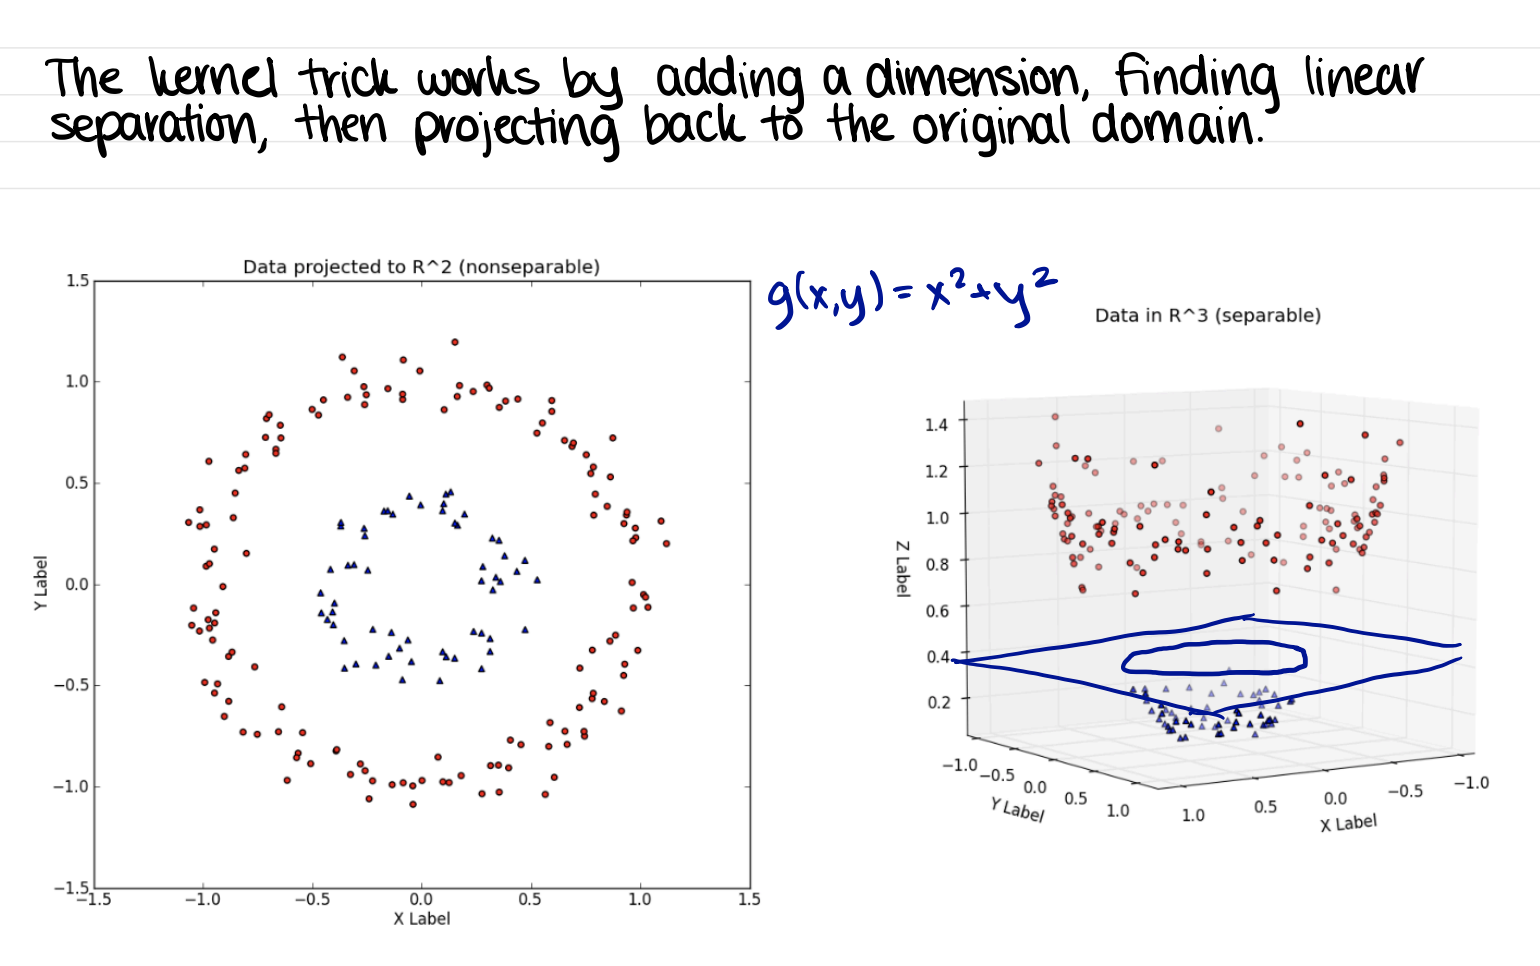 The kernel trick works by adding a dimension, finding linear
separation, then projecting back to the original domain.
Data projected to R^2 (nonseparable)
1.5
1.0
0.5
0.0
−0.5
−1.0
−1.5
Y Label
−1.5 −1.0 −0.5 0.0 0.5 1.0 1.5
X Label
g(x,y) = x²+y²
Data in R^3 (separable)
1.4
1.2
1.0
0.8
0.6
0.4
0.2
Z Label
−1.0 −0.5 0.0 0.5 1.0
Y Label
1.0 0.5 0.0 −0.5 −1.0
X Label